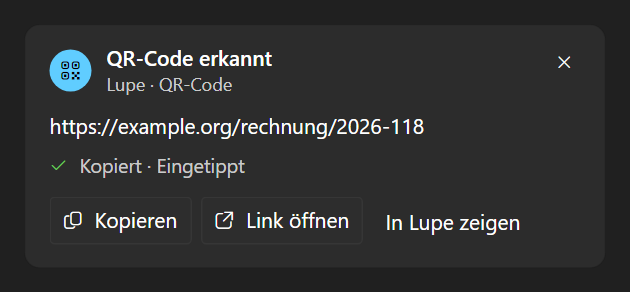 QR-Code erkannt
Lupe · QR-Code
https://example.org/rechnung/2026-118
Kopiert · Eingetippt
Kopieren
Link öffnen
In Lupe zeigen